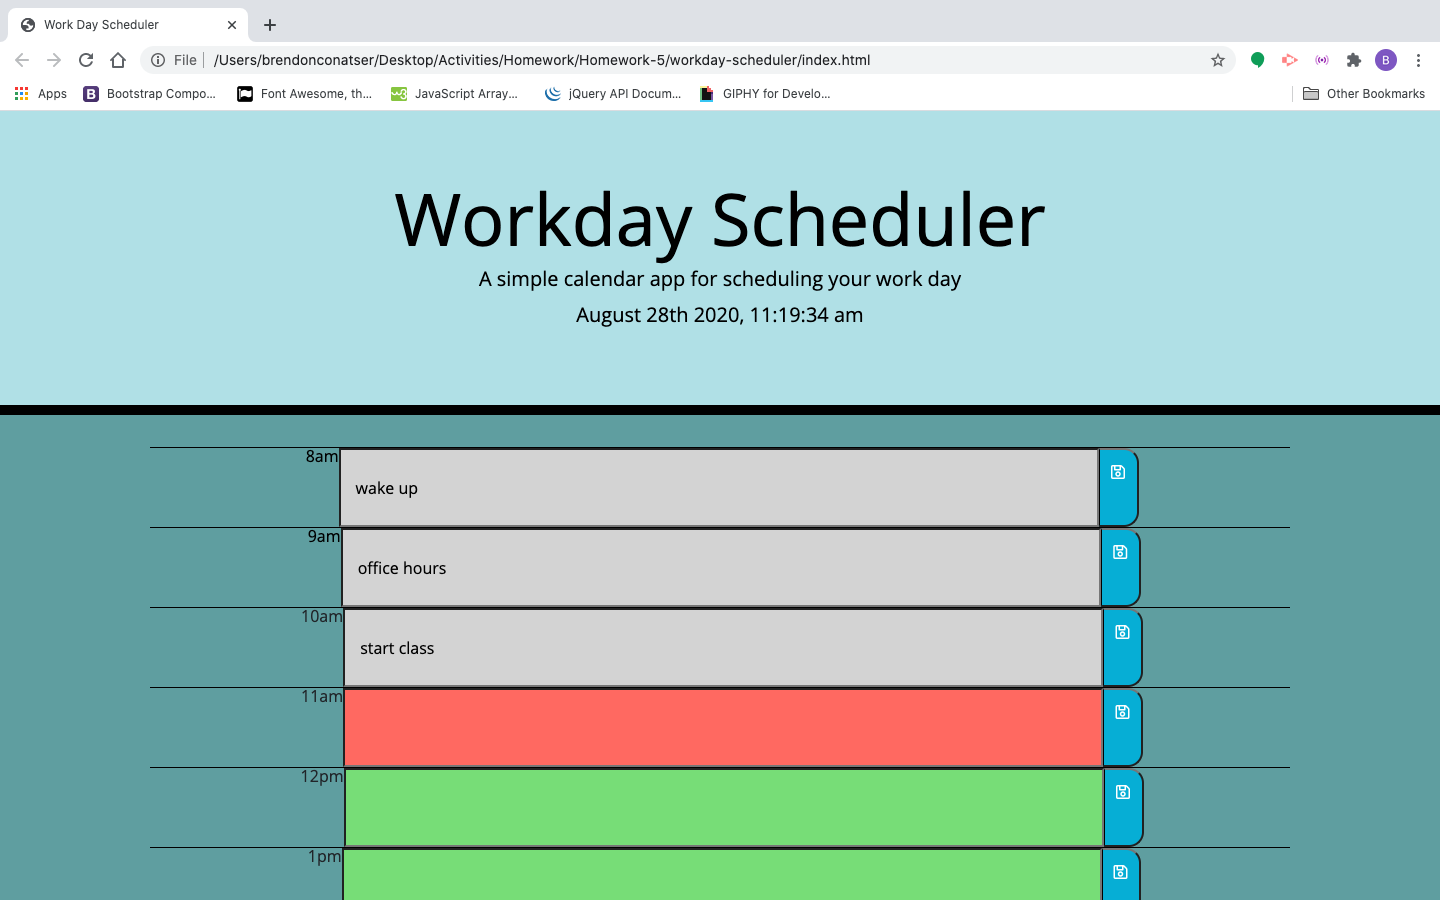 Work Day Scheduler
File
/Users/brendonconatser/Desktop/Activities/Homework/Homework-5/workday-scheduler/index.html
B
Apps
B
Bootstrap Compo...
Font Awesome, th...
w3
JavaScript Array...
jQuery API Docum...
GIPHY for Develo...
Other Bookmarks
Workday Scheduler
A simple calendar app for scheduling your work day
August 28th 2020, 11:19:34 am
8am
wake up
9am
office hours
10am
start class
11am
12pm
1pm